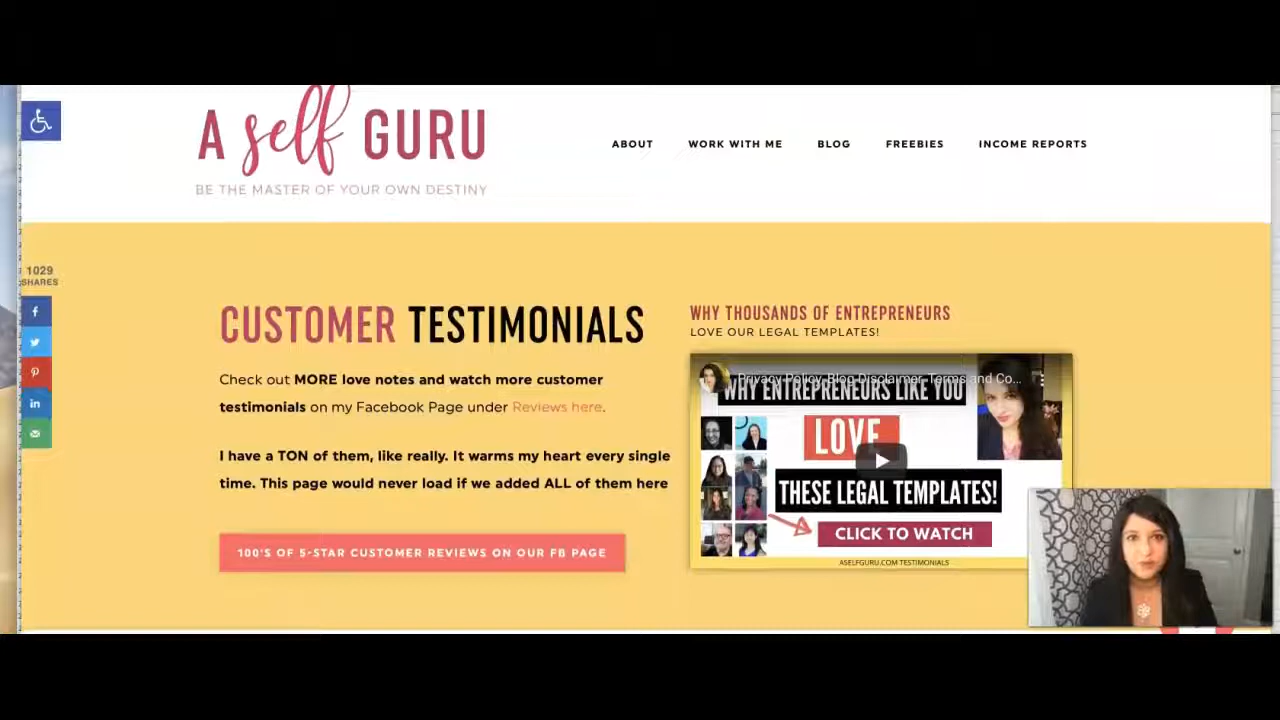 A self GURU
BE THE MASTER OF YOUR OWN DESTINY
ABOUT
WORK WITH ME
BLOG
FREEBIES
INCOME REPORTS
1029
SHARES
CUSTOMER TESTIMONIALS
Check out MORE love notes and watch more customer
testimonials on my Facebook Page under Reviews here.
I have a TON of them, like really. It warms my heart every single
time. This page would never load if we added ALL of them here
100'S OF 5-STAR CUSTOMER REVIEWS ON OUR FB PAGE
WHY THOUSANDS OF ENTREPRENEURS
LOVE OUR LEGAL TEMPLATES!
Privacy Policy, Blog Disclaimer, Terms and Co...
WHY ENTREPRENEURS LIKE YOU
LOVE
THESE LEGAL TEMPLATES!
CLICK TO WATCH
ASELFGURU.COM TESTIMONIALS